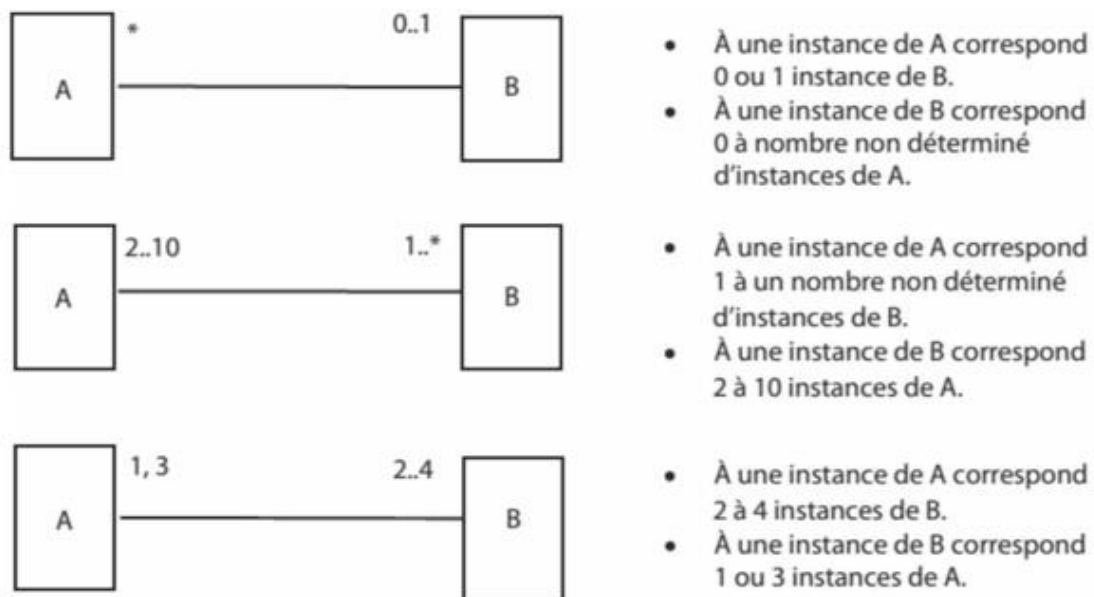 * 0..1
A B
• À une instance de A correspond
0 ou 1 instance de B.
• À une instance de B correspond
0 à nombre non déterminé
d’instances de A.
2..10 1..*
A B
• À une instance de A correspond
1 à un nombre non déterminé
d’instances de B.
• À une instance de B correspond
2 à 10 instances de A.
1, 3 2..4
A B
• À une instance de A correspond
2 à 4 instances de B.
• À une instance de B correspond
1 ou 3 instances de A.